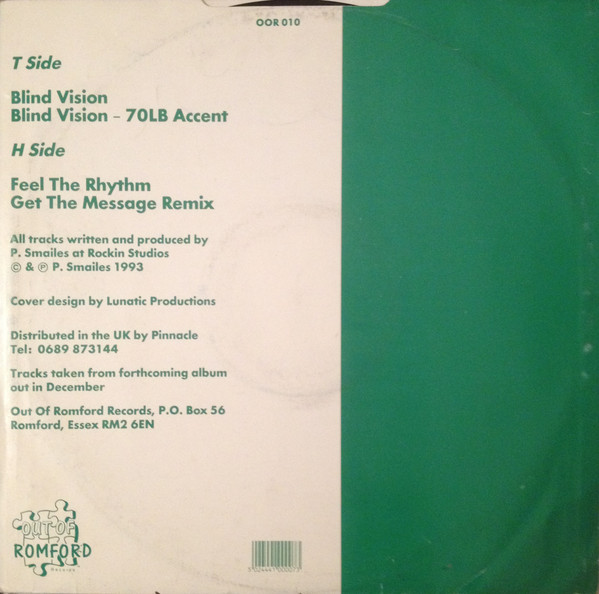 OOR 010
T Side
Blind Vision
Blind Vision – 70LB Accent
H Side
Feel The Rhythm
Get The Message Remix
All tracks written and produced by
P. Smailes at Rockin Studios
© & ℗ P. Smailes 1993
Cover design by Lunatic Productions
Distributed in the UK by Pinnacle
Tel: 0689 873144
Tracks taken from forthcoming album
out in December
Out Of Romford Records, P.O. Box 56
Romford, Essex RM2 6EN
OUT OF
ROMFORD
Records